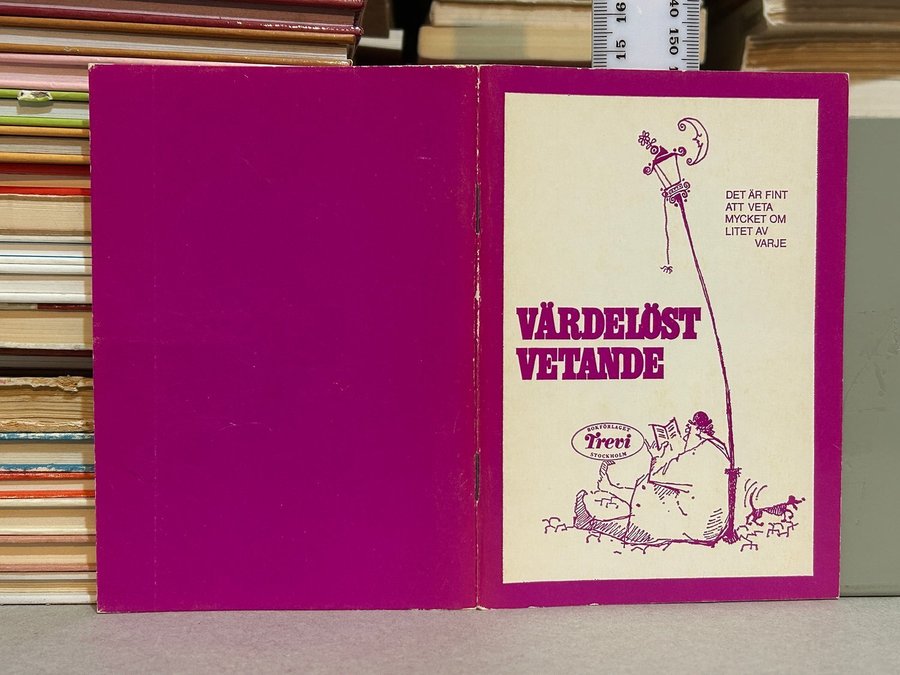 15 16
140 150
DET ÄR FINT
ATT VETA
MYCKET OM
LITET AV
VARJE
VÄRDELÖST
VETANDE
BOKFÖRLAGET
Trevi
STOCKHOLM